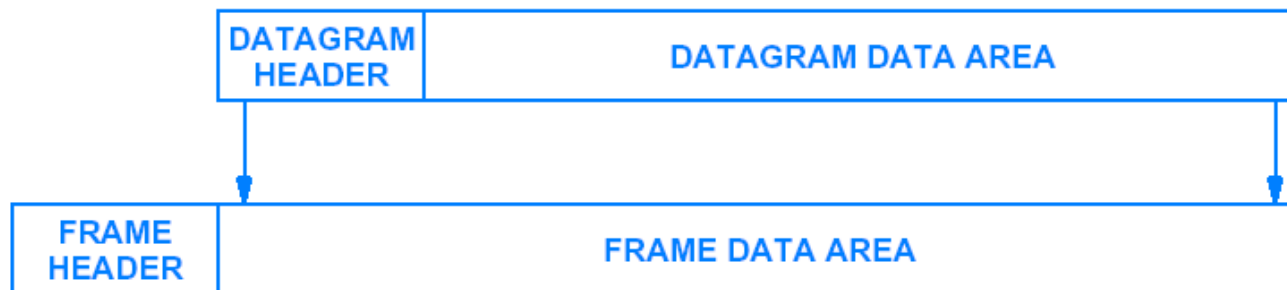 DATAGRAM
HEADER
DATAGRAM DATA AREA
FRAME
HEADER
FRAME DATA AREA